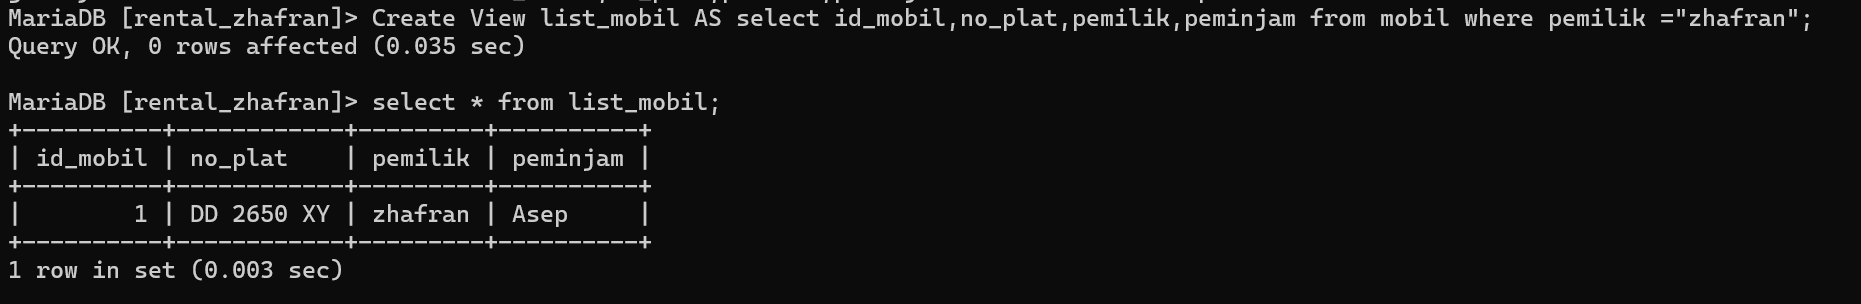 MariaDB [rental_zhafran]> Create View list_mobil AS select id_mobil,no_plat,pemilik,peminjam from mobil where pemilik ="zhafran";
Query OK, 0 rows affected (0.035 sec)

MariaDB [rental_zhafran]> select * from list_mobil;
+----------+------------+---------+----------+
| id_mobil | no_plat    | pemilik | peminjam |
+----------+------------+---------+----------+
|        1 | DD 2650 XY | zhafran | Asep     |
+----------+------------+---------+----------+
1 row in set (0.003 sec)